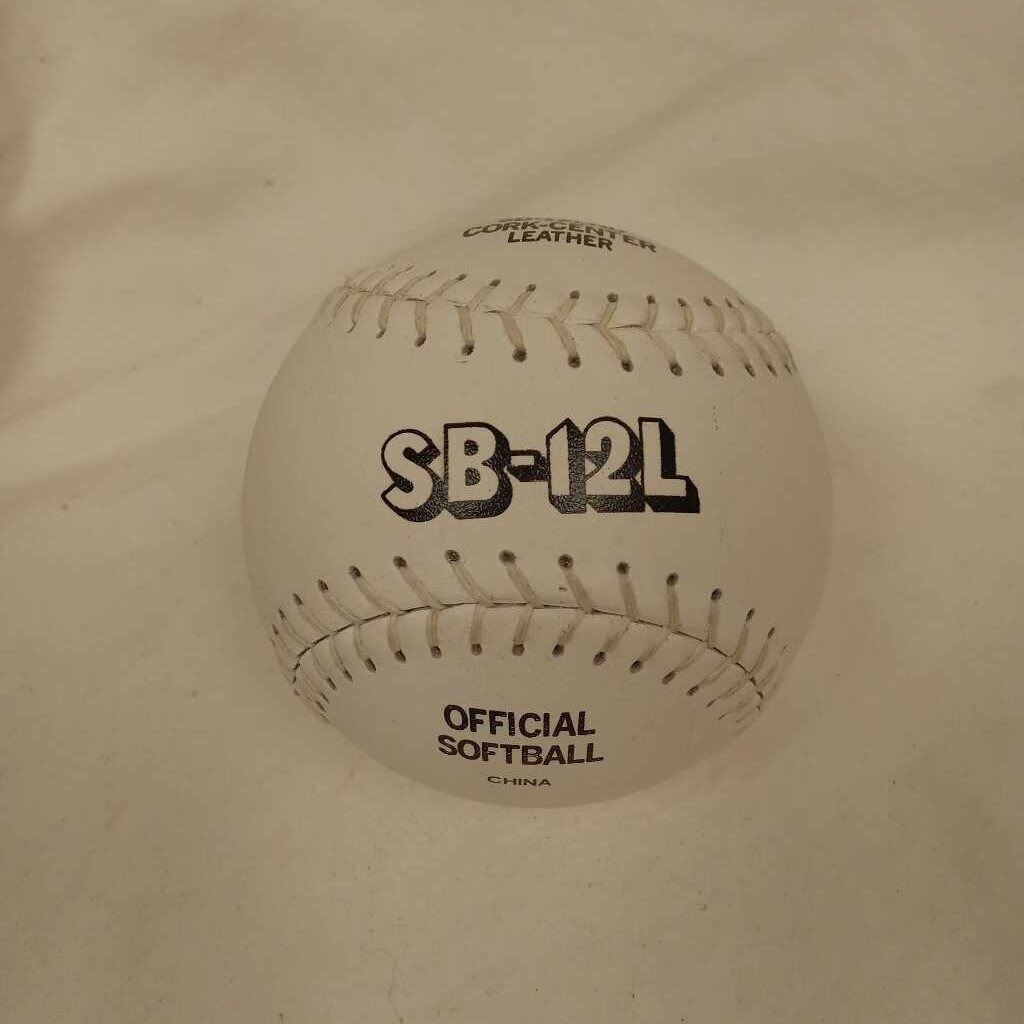 CORK-CENTER
LEATHER
SB-12L
OFFICIAL
SOFTBALL
CHINA